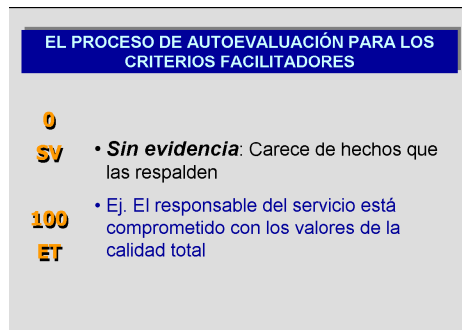 EL PROCESO DE AUTOEVALUACIÓN PARA LOS
CRITERIOS FACILITADORES
0
SV
• Sin evidencia: Carece de hechos que
las respalden
100
ET
• Ej. El responsable del servicio está
comprometido con los valores de la
calidad total